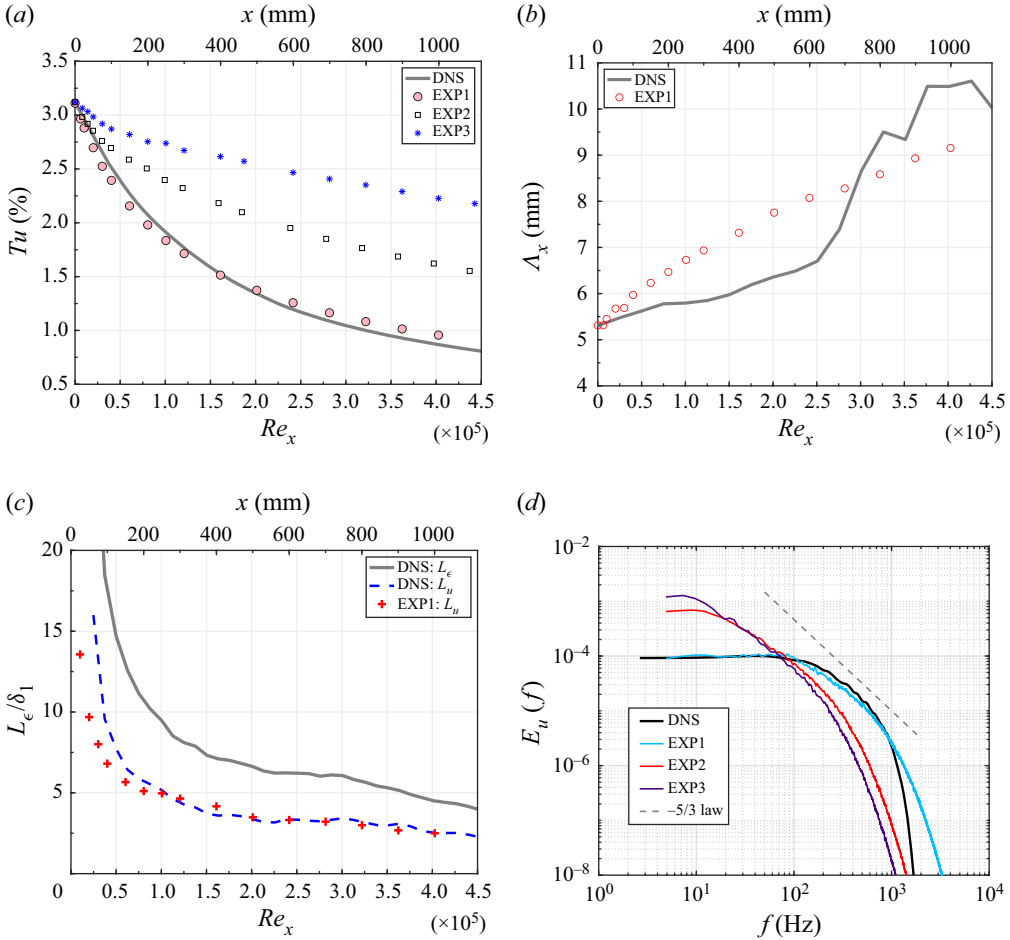 (a)
x (mm)
0 200 400 600 800 1000
3.5
3.0
2.5
2.0
1.5
1.0
0.5
Tu (%)
DNS
EXP1
EXP2
EXP3
0 0.5 1.0 1.5 2.0 2.5 3.0 3.5 4.0 4.5
Re_x (×10^5)
(b)
x (mm)
0 200 400 600 800 1000
11
10
9
8
7
6
5
4
Λ_x (mm)
DNS
EXP1
0 0.5 1.0 1.5 2.0 2.5 3.0 3.5 4.0 4.5
Re_x (×10^5)
(c)
x (mm)
0 200 400 600 800 1000
20
15
10
5
0
L_ϵ/δ_1
DNS: L_ϵ
DNS: L_u
EXP1: L_u
0.5 1.0 1.5 2.0 2.5 3.0 3.5 4.0 4.5
Re_x (×10^5)
(d)
10^−2
10^−4
10^−6
10^−8
E_u (f)
DNS
EXP1
EXP2
EXP3
−5/3 law
10^0 10^1 10^2 10^3 10^4
f (Hz)